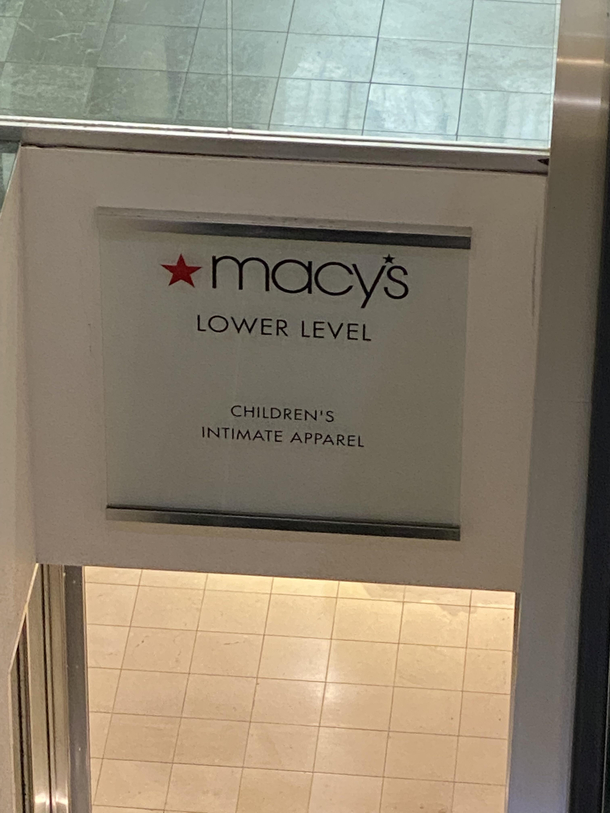 macy's
LOWER LEVEL
CHILDREN'S
INTIMATE APPAREL